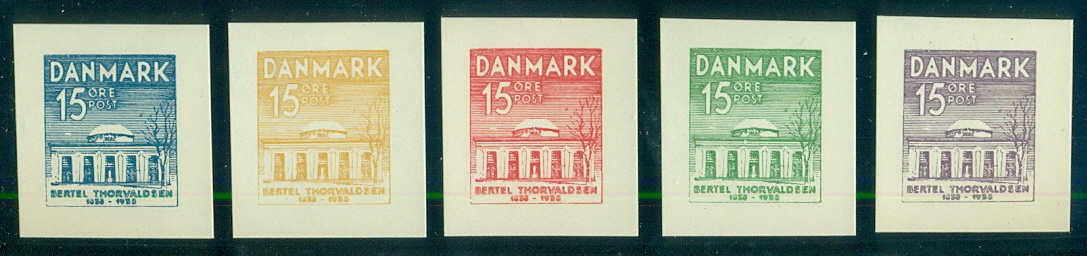 DANMARK
15 ØRE
POST
BERTEL THORVALDSEN
1838 - 1938
DANMARK
15 ØRE
POST
BERTEL THORVALDSEN
1838 - 1938
DANMARK
15 ØRE
POST
BERTEL THORVALDSEN
1838 - 1938
DANMARK
15 ØRE
POST
BERTEL THORVALDSEN
1838 - 1938
DANMARK
15 ØRE
POST
BERTEL THORVALDSEN
1838 - 1938